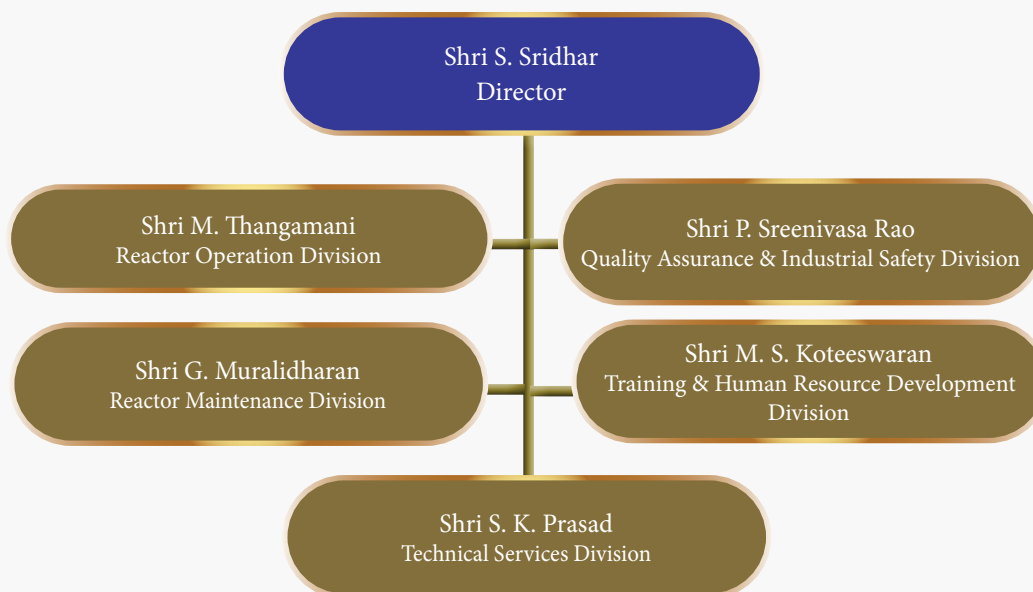 Shri S. Sridhar
Director
Shri M. Thangamani
Reactor Operation Division
Shri P. Sreenivasa Rao
Quality Assurance & Industrial Safety Division
Shri G. Muralidharan
Reactor Maintenance Division
Shri M. S. Koteeswaran
Training & Human Resource Development
Division
Shri S. K. Prasad
Technical Services Division